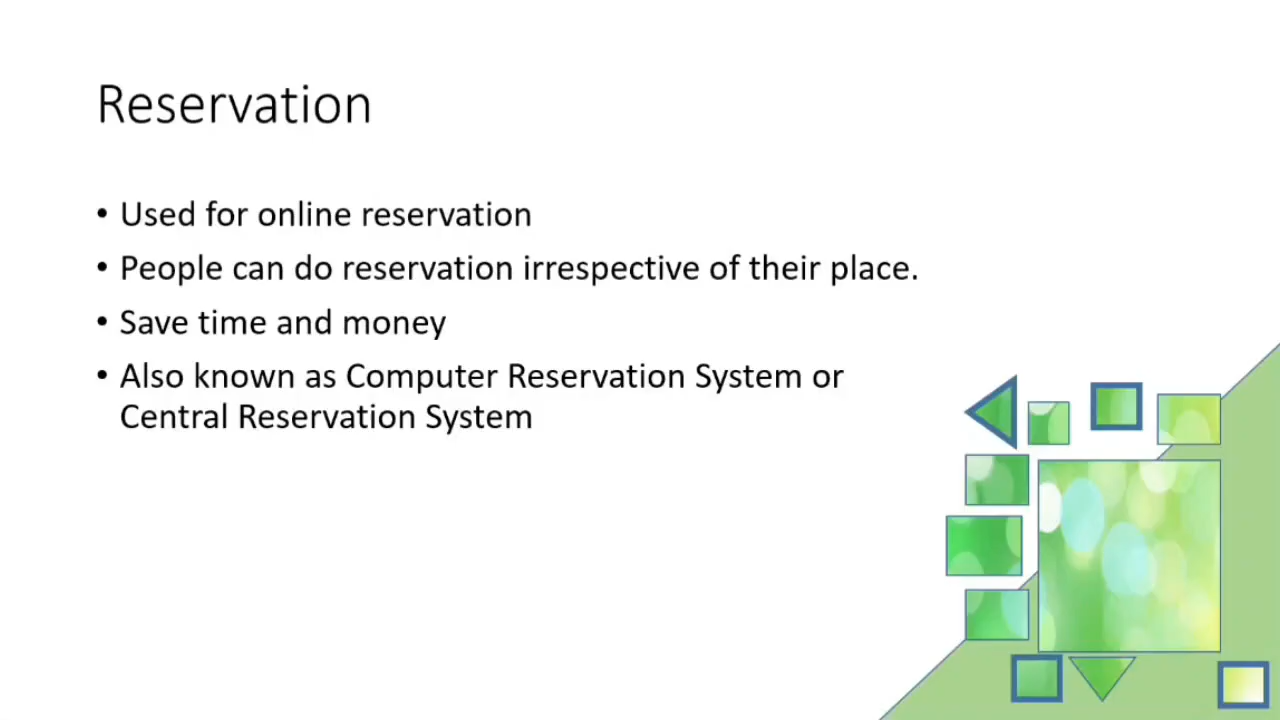 Reservation
• Used for online reservation
• People can do reservation irrespective of their place.
• Save time and money
• Also known as Computer Reservation System or
Central Reservation System